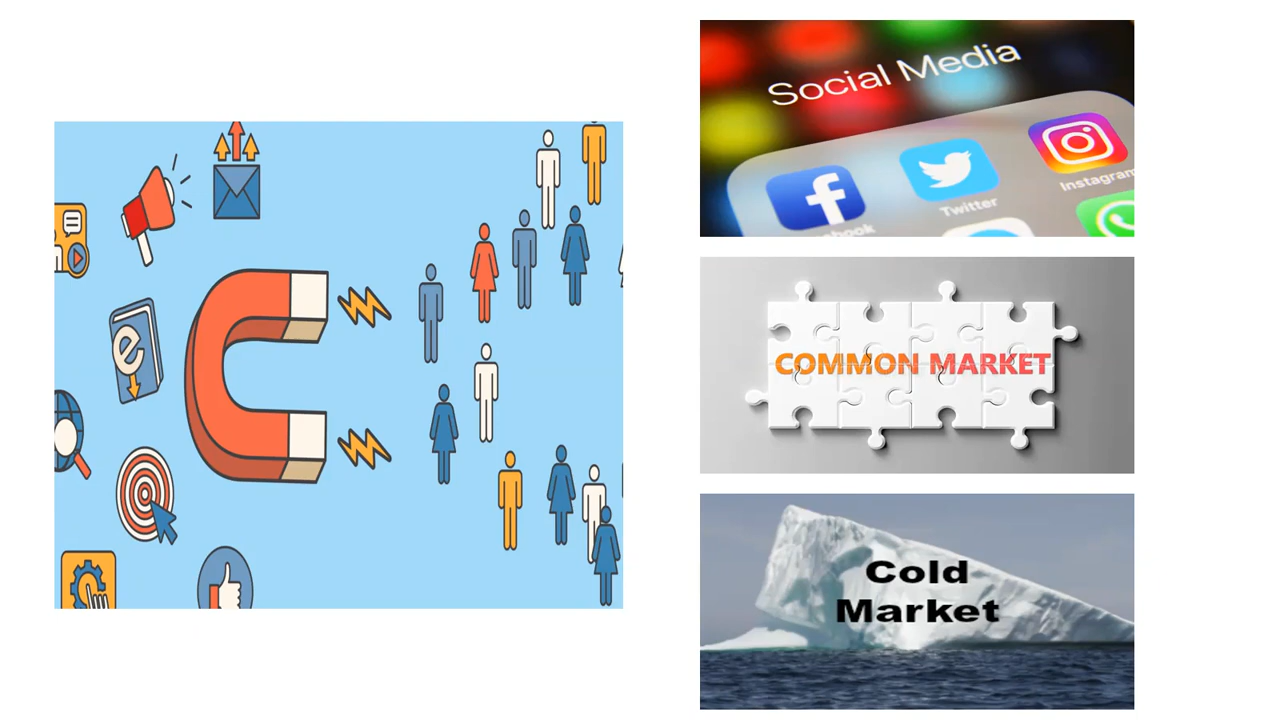 e
Social Media
f
Twitter
Instagram
COMMON MARKET
Cold
Market